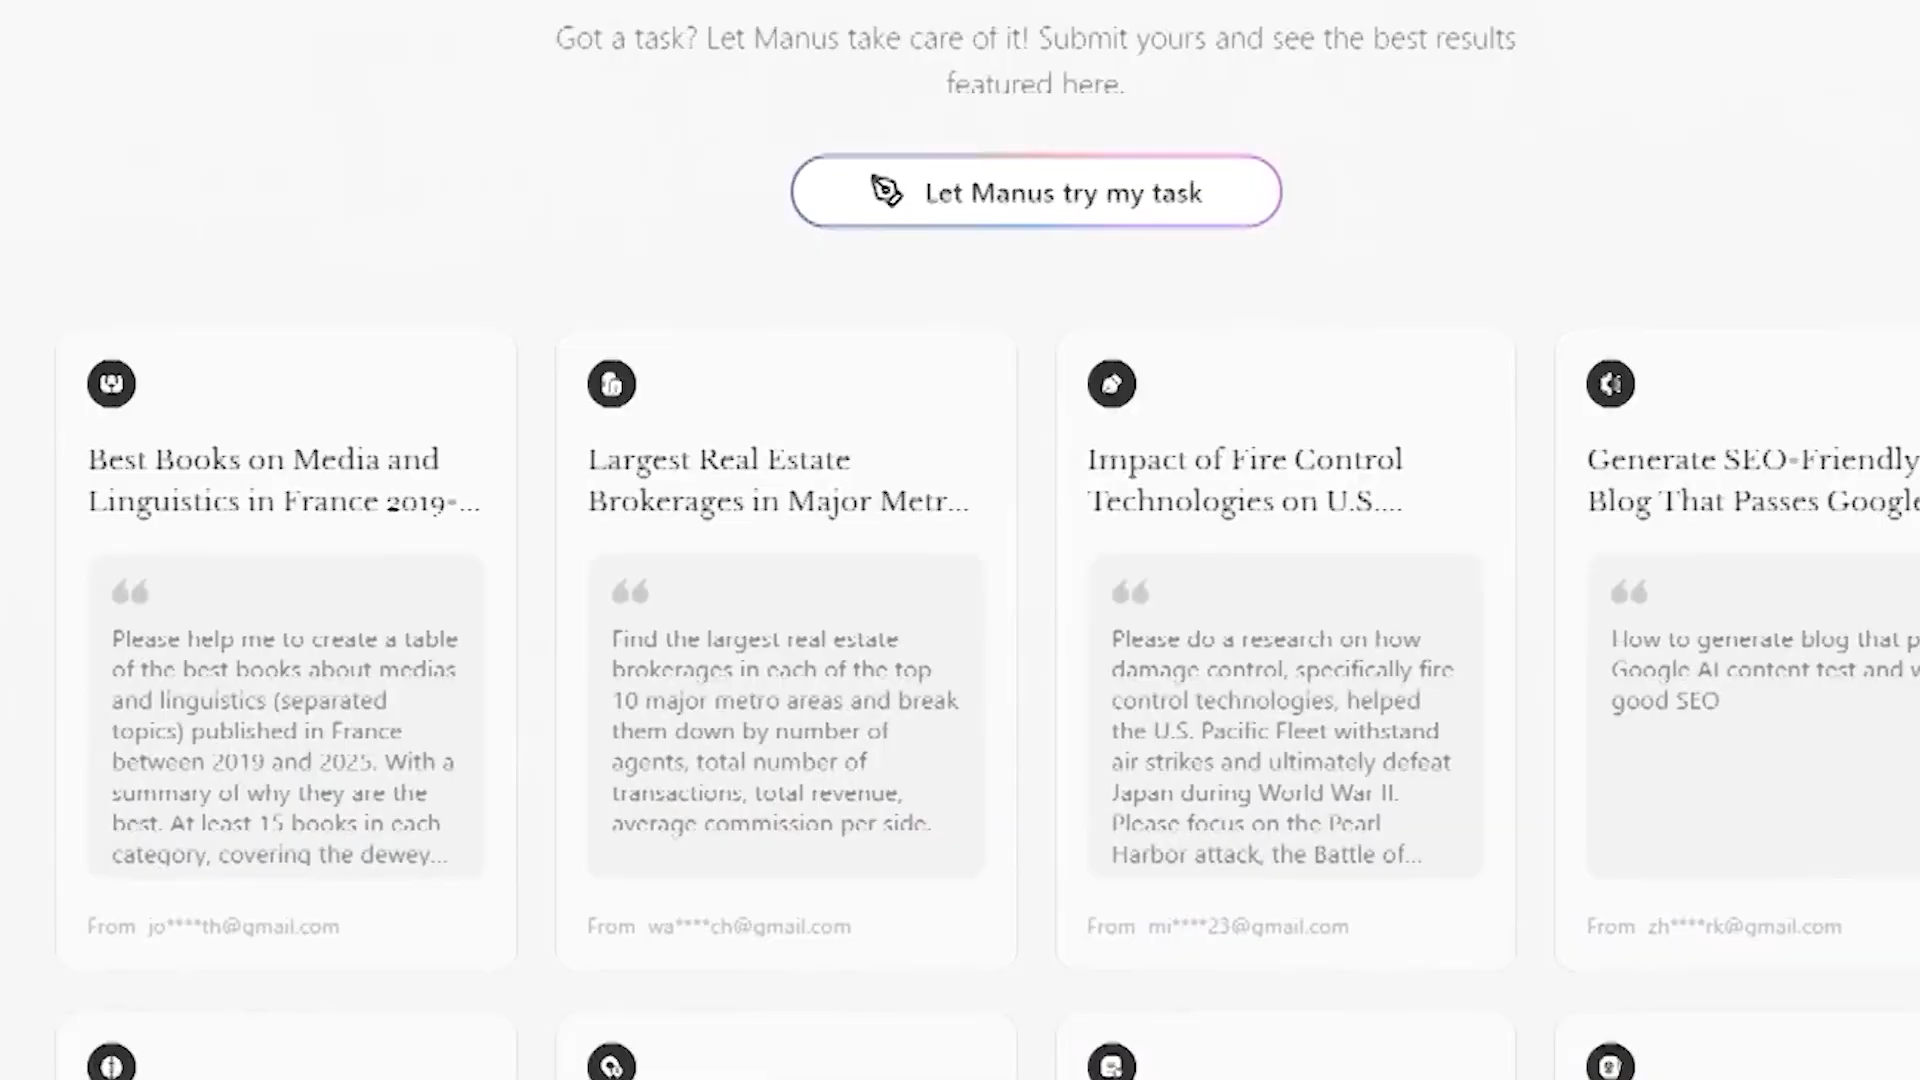 Got a task? Let Manus take care of it! Submit yours and see the best results
featured here.
Let Manus try my task
Best Books on Media and
Linguistics in France 2019-...
Please help me to create a table
of the best books about medias
and linguistics (separated
topics) published in France
between 2019 and 2025. With a
summary of why they are the
best. At least 15 books in each
category, covering the dewey...
From jo****th@gmail.com
Largest Real Estate
Brokerages in Major Metr...
Find the largest real estate
brokerages in each of the top
10 major metro areas and break
them down by number of
agents, total number of
transactions, total revenue,
average commission per side.
From wa****ch@gmail.com
Impact of Fire Control
Technologies on U.S....
Please do a research on how
damage control, specifically fire
control technologies, helped
the U.S. Pacific Fleet withstand
air strikes and ultimately defeat
Japan during World War II.
Please focus on the Pearl
Harbor attack, the Battle of...
From mi****23@gmail.com
Generate SEO-Friendly
Blog That Passes Google
How to generate blog that
Google AI content test and
good SEO
From zh****rk@gmail.com